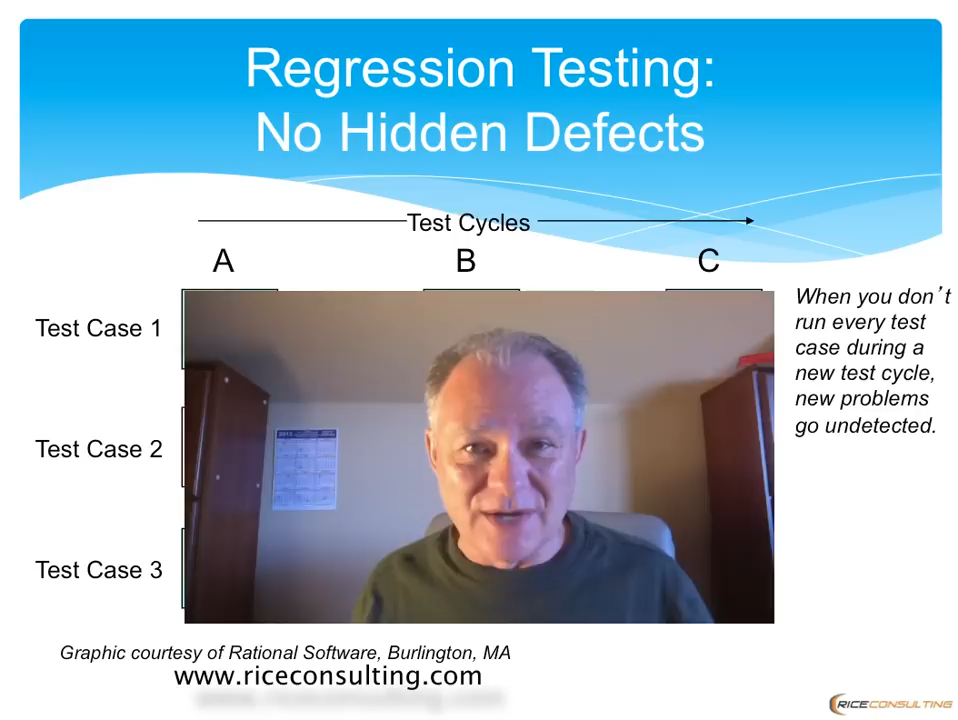 Regression Testing:
No Hidden Defects
Test Cycles
A B C
Test Case 1
Test Case 2
Test Case 3
When you don't
run every test
case during a
new test cycle,
new problems
go undetected.
Graphic courtesy of Rational Software, Burlington, MA
www.riceconsulting.com
RICECONSULTING